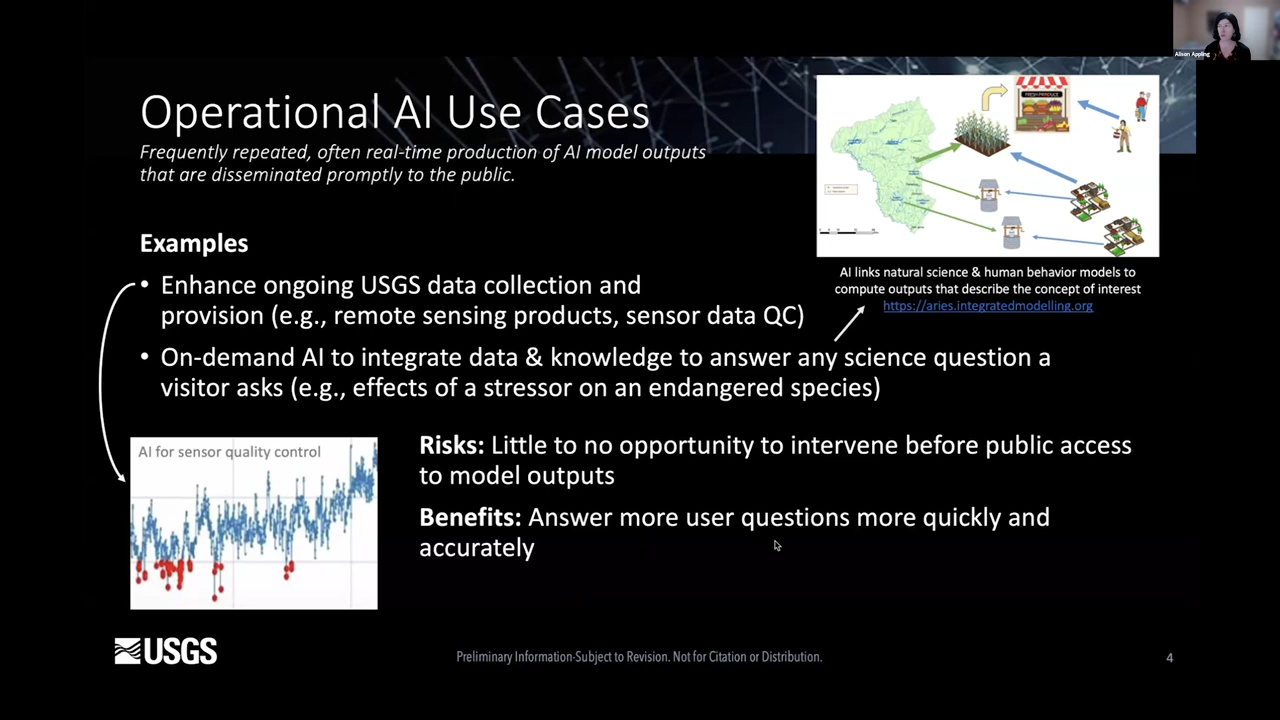 Alison Appling
Operational AI Use Cases
Frequently repeated, often real-time production of AI model outputs
that are disseminated promptly to the public.
FRESH PRODUCE
Examples
• Enhance ongoing USGS data collection and
provision (e.g., remote sensing products, sensor data QC)
AI links natural science & human behavior models to
compute outputs that describe the concept of interest
https://aries.integratedmodelling.org
• On-demand AI to integrate data & knowledge to answer any science question a
visitor asks (e.g., effects of a stressor on an endangered species)
AI for sensor quality control
Risks: Little to no opportunity to intervene before public access
to model outputs
Benefits: Answer more user questions more quickly and
accurately
USGS
Preliminary Information-Subject to Revision. Not for Citation or Distribution.
4